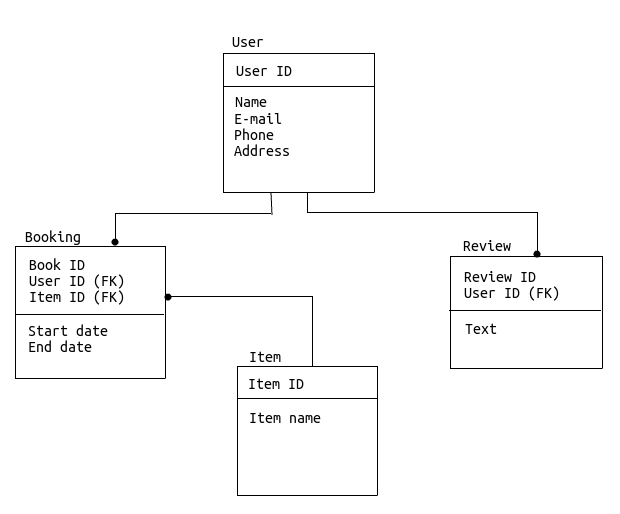 User
User ID
Name
E-mail
Phone
Address
Booking
Book ID
User ID (FK)
Item ID (FK)
Start date
End date
Review
Review ID
User ID (FK)
Text
Item
Item ID
Item name